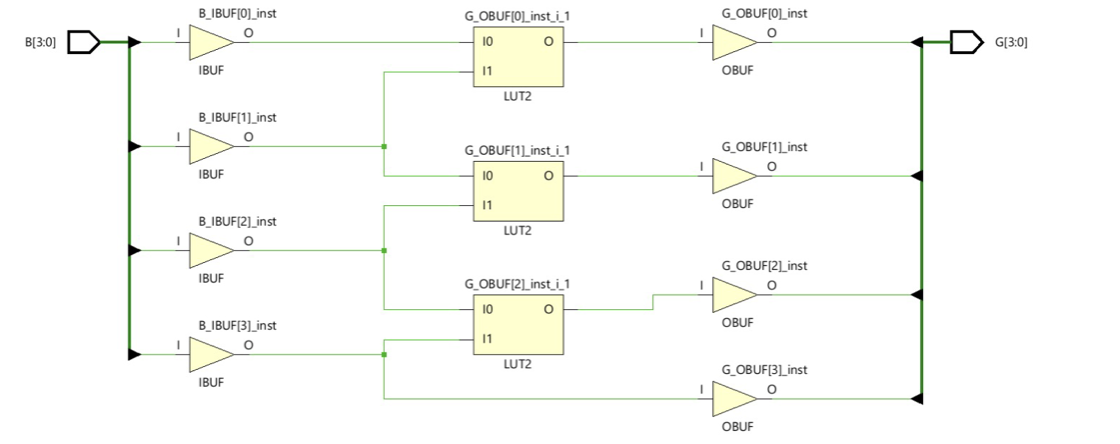 B_IBUF[0]_inst
G_OBUF[0]_inst_i_1
G_OBUF[0]_inst
B[3:0]
I
O
IBUF
I0
O
I1
LUT2
I
O
OBUF
G[3:0]
B_IBUF[1]_inst
I
O
IBUF
G_OBUF[1]_inst_i_1
I0
O
I1
LUT2
G_OBUF[1]_inst
I
O
OBUF
B_IBUF[2]_inst
I
O
IBUF
G_OBUF[2]_inst_i_1
I0
O
I1
LUT2
G_OBUF[2]_inst
I
O
OBUF
B_IBUF[3]_inst
I
O
IBUF
G_OBUF[3]_inst
I
O
OBUF